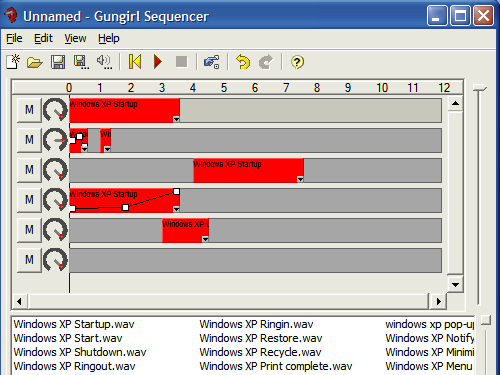 Unnamed - Gungirl Sequencer
File Edit View Help
0 1 2 3 4 5 6 7 8 9 10 11 12
M Windows XP Startup
M
M Windows XP Startup
M Windows XP Startup
M Windows XP
M
Windows XP Startup.wav Windows XP Ringin.wav windows xp pop-up
Windows XP Start.wav Windows XP Restore.wav Windows XP Notify
Windows XP Shutdown.wav Windows XP Recycle.wav Windows XP Minimi
Windows XP Ringout.wav Windows XP Print complete.wav Windows XP Menu